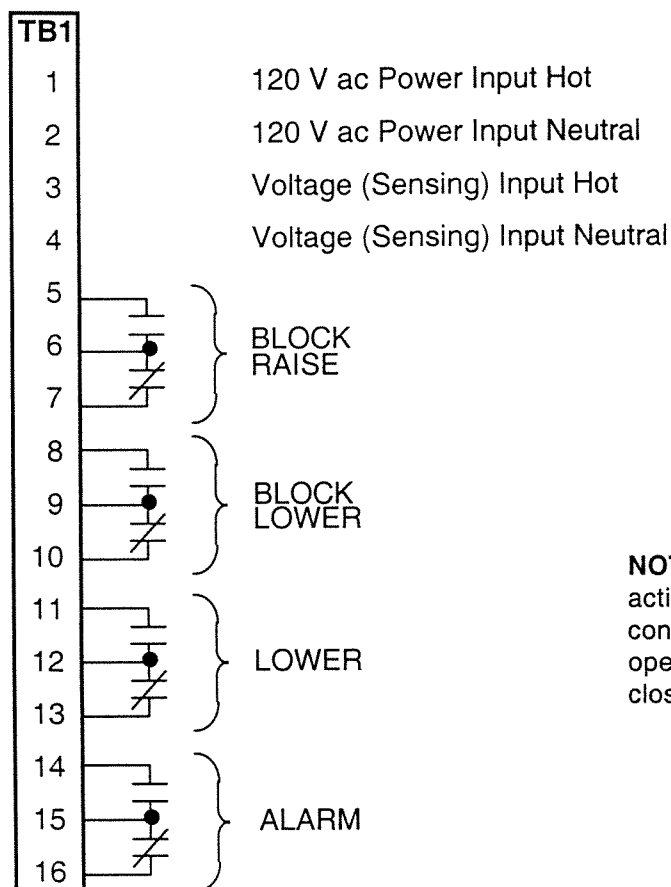 TB1
1 120 V ac Power Input Hot
2 120 V ac Power Input Neutral
3 Voltage (Sensing) Input Hot
4 Voltage (Sensing) Input Neutral
5
6 BLOCK
RAISE
7
8
9 BLOCK
LOWER
10
11
12 LOWER
13
14
15 ALARM
16
NOT
acti
con
ope
clos